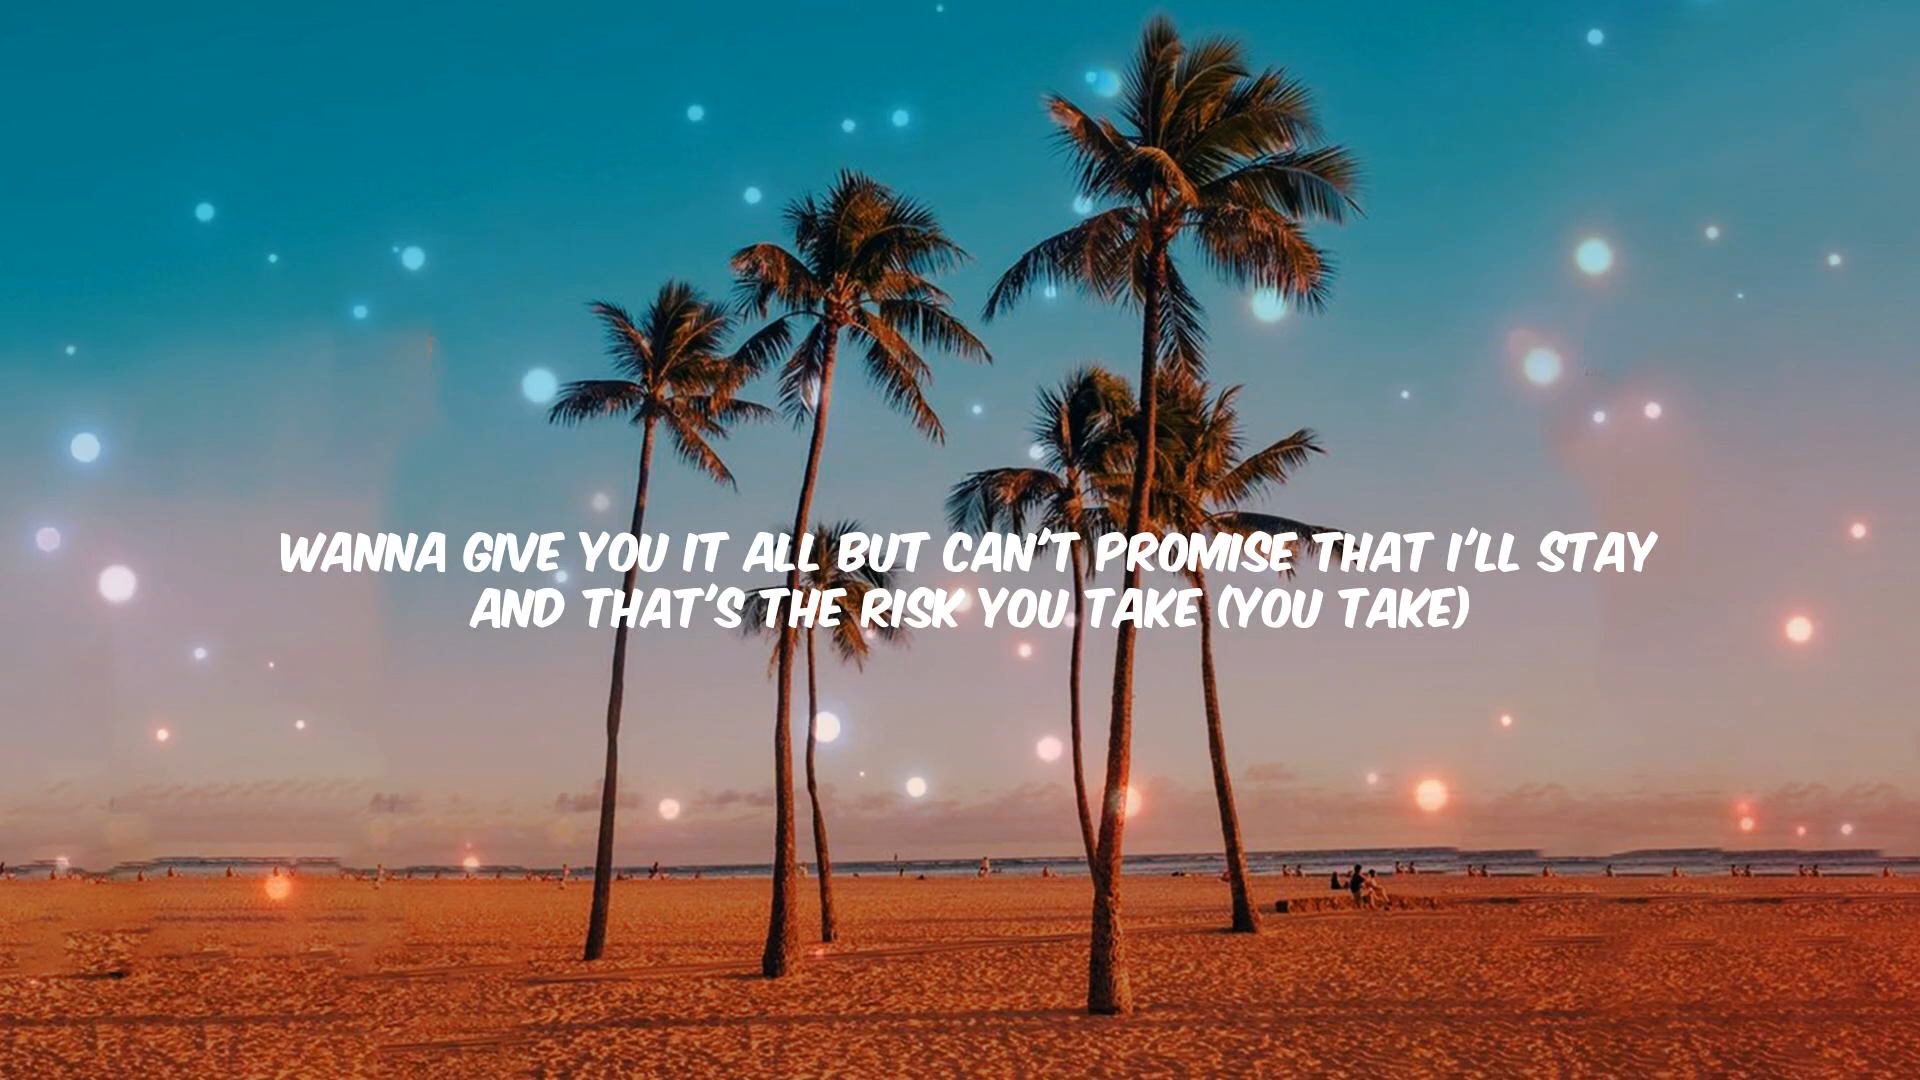 WANNA GIVE YOU IT ALL BUT CAN'T PROMISE THAT I'LL STAY
AND THAT'S THE RISK YOU TAKE (YOU TAKE)